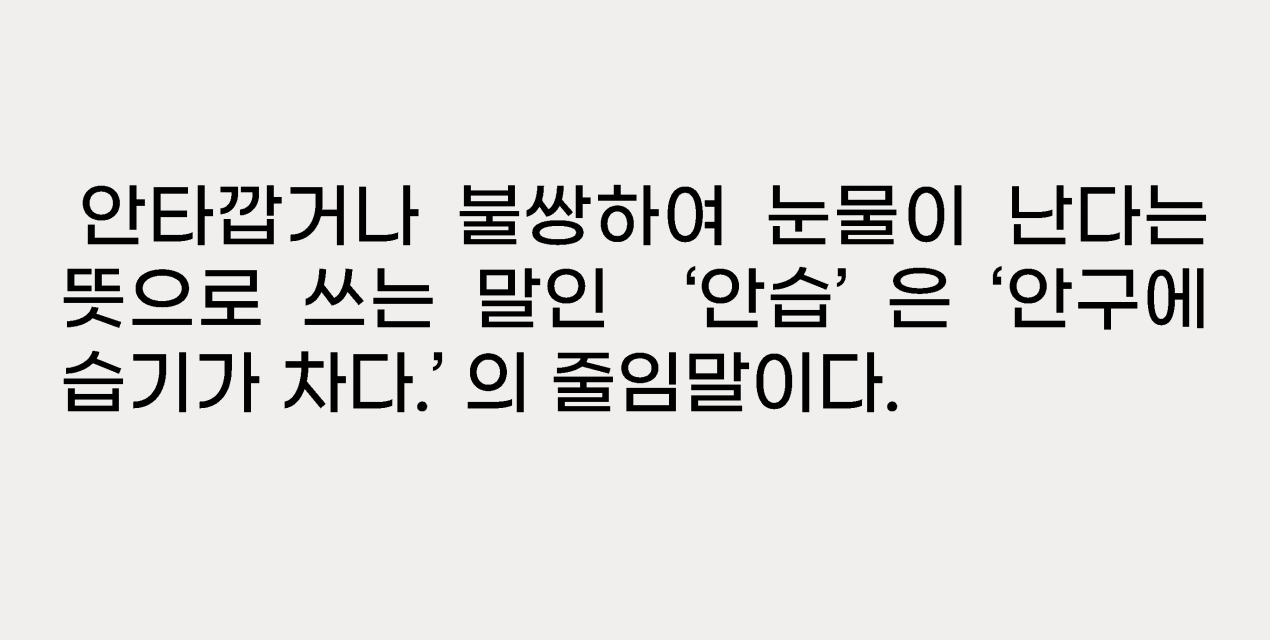 안타깝거나 불쌍하여 눈물이 난다는
뜻으로 쓰는 말인 ‘안습’ 은 ‘안구에
습기가 차다.’ 의 줄임말이다.